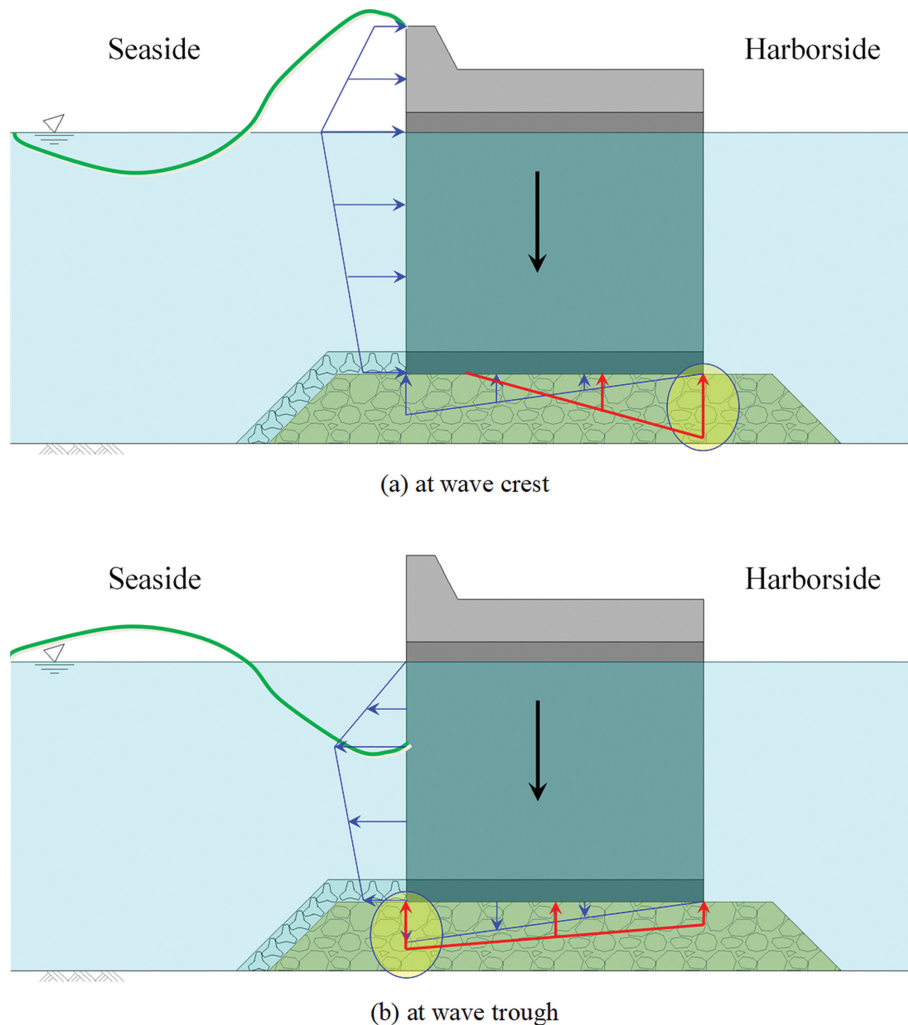 Seaside
Harborside
(a) at wave crest
Seaside
Harborside
(b) at wave trough